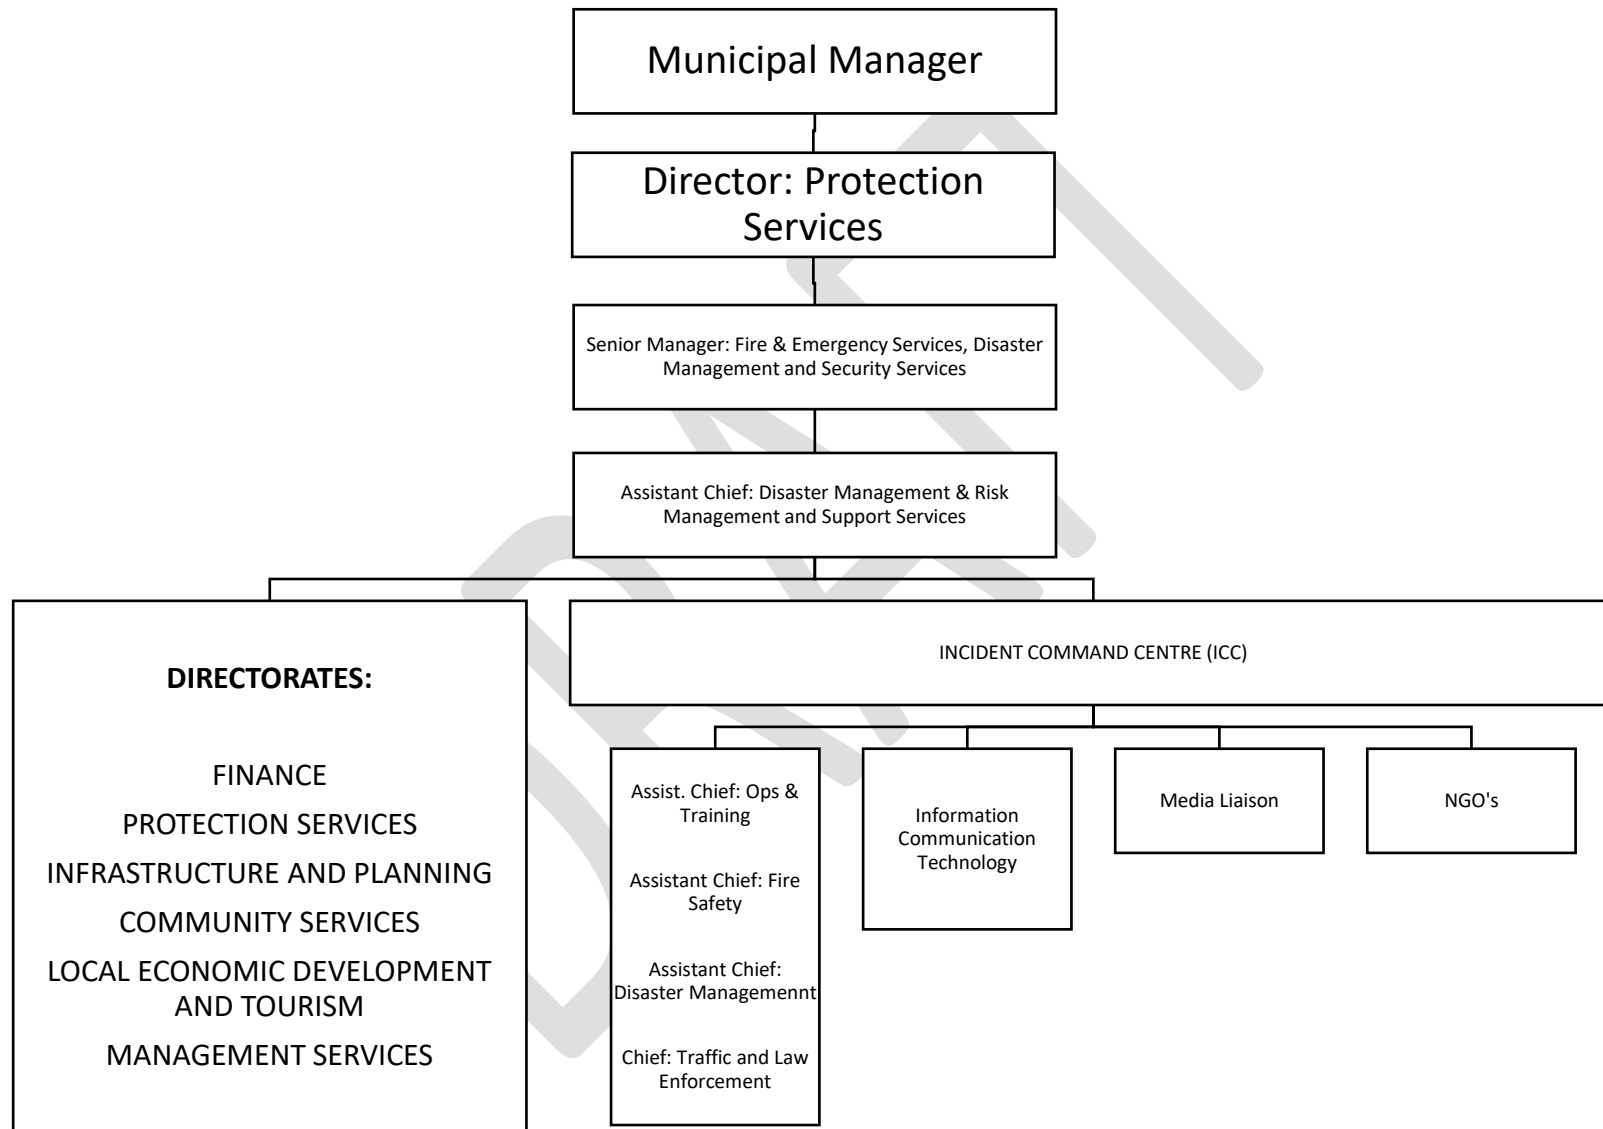 Municipal Manager
Director: Protection
Services
Senior Manager: Fire & Emergency Services, Disaster
Management and Security Services
Assistant Chief: Disaster Management & Risk
Management and Support Services
DIRECTORATES:
FINANCE
PROTECTION SERVICES
INFRASTRUCTURE AND PLANNING
COMMUNITY SERVICES
LOCAL ECONOMIC DEVELOPMENT
AND TOURISM
MANAGEMENT SERVICES
INCIDENT COMMAND CENTRE (ICC)
Assist. Chief: Ops &
Training
Assistant Chief: Fire
Safety
Assistant Chief:
Disaster Managemennt
Chief: Traffic and Law
Enforcement
Information
Communication
Technology
Media Liaison
NGO's
DRAFT